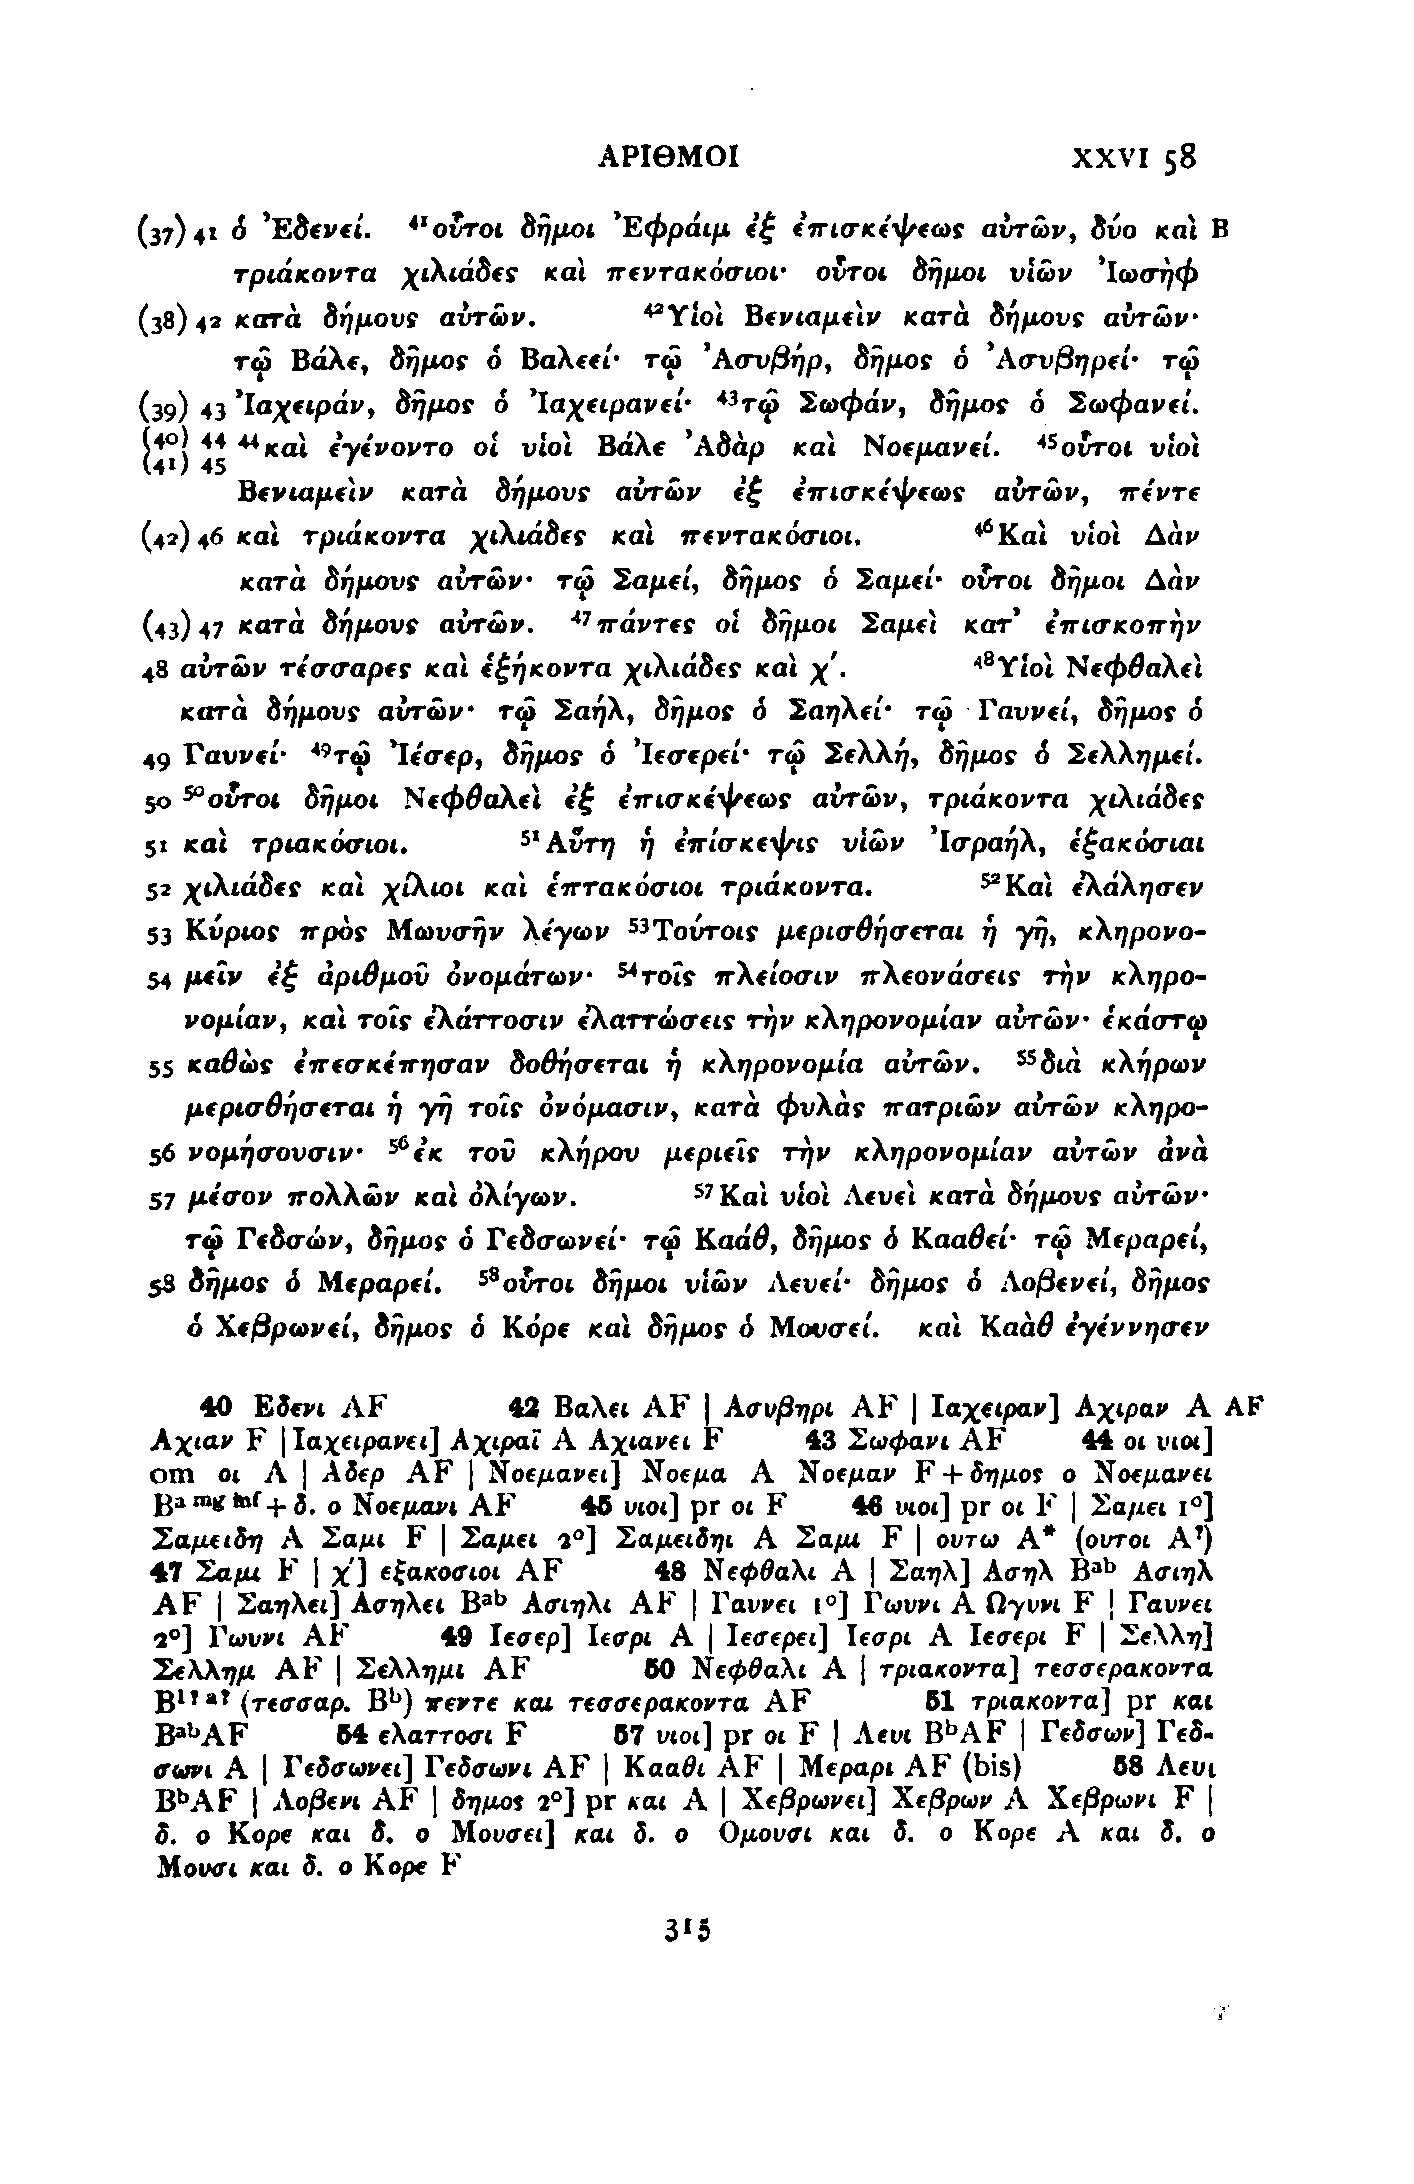 ΑΡΙΘΜΟΙ XXVI 58
(37) 41 ὁ Ἐδενεί. ⁴¹οὗτοι δῆμοι Ἐφράιμ ἐξ ἐπισκέψεως αὐτῶν, δύο καὶ B
τριάκοντα χιλιάδες καὶ πεντακόσιοι· οὗτοι δῆμοι υἱῶν Ἰωσὴφ
(38) 42 κατὰ δήμους αὐτῶν. ⁴²Υἱοὶ Βενιαμεὶν κατὰ δήμους αὐτῶν·
τῷ Βάλε, δῆμος ὁ Βαλεεί· τῷ Ἀσυβήρ, δῆμος ὁ Ἀσυβηρεί· τῷ
(39) 43 Ἰαχειράν, δῆμος ὁ Ἰαχειρανεί· ⁴³τῷ Σωφάν, δῆμος ὁ Σωφανεί.
(40) 44 ⁴⁴καὶ ἐγένοντο οἱ υἱοὶ Βάλε Ἀδὰρ καὶ Νοεμανεί. ⁴⁵οὗτοι υἱοὶ
(41) 45
Βενιαμεὶν κατὰ δήμους αὐτῶν ἐξ ἐπισκέψεως αὐτῶν, πέντε
(42) 46 καὶ τριάκοντα χιλιάδες καὶ πεντακόσιοι. ⁴⁶Καὶ υἱοὶ Δὰν
κατὰ δήμους αὐτῶν· τῷ Σαμεί, δῆμος ὁ Σαμεί· οὗτοι δῆμοι Δὰν
(43) 47 κατὰ δήμους αὐτῶν. ⁴⁷πάντες οἱ δῆμοι Σαμεὶ κατ’ ἐπισκοπὴν
48 αὐτῶν τέσσαρες καὶ ἑξήκοντα χιλιάδες καὶ χ´. ⁴⁸Υἱοὶ Νεφθαλεὶ
κατὰ δήμους αὐτῶν· τῷ Σαήλ, δῆμος ὁ Σαηλεί· τῷ Γαυνεί, δῆμος ὁ
49 Γαυνεί· ⁴⁹τῷ Ἰέσερ, δῆμος ὁ Ἰεσερεί· τῷ Σελλή, δῆμος ὁ Σελλημεί.
50 ⁵⁰οὗτοι δῆμοι Νεφθαλεὶ ἐξ ἐπισκέψεως αὐτῶν, τριάκοντα χιλιάδες
51 καὶ τριακόσιοι. ⁵¹Αὕτη ἡ ἐπίσκεψις υἱῶν Ἰσραήλ, ἑξακόσιαι
52 χιλιάδες καὶ χίλιοι καὶ ἑπτακόσιοι τριάκοντα. ⁵²Καὶ ἐλάλησεν
53 Κύριος πρὸς Μωυσῆν λέγων ⁵³Τούτοις μερισθήσεται ἡ γῆ, κληρονο-
54 μεῖν ἐξ ἀριθμοῦ ὀνομάτων· ⁵⁴τοῖς πλείοσιν πλεονάσεις τὴν κληρο-
νομίαν, καὶ τοῖς ἐλάττοσιν ἐλαττώσεις τὴν κληρονομίαν αὐτῶν· ἑκάστῳ
55 καθὼς ἐπεσκέπησαν δοθήσεται ἡ κληρονομία αὐτῶν. ⁵⁵διὰ κλήρων
μερισθήσεται ἡ γῆ τοῖς ὀνόμασιν, κατὰ φυλὰς πατριῶν αὐτῶν κληρο-
56 νομήσουσιν· ⁵⁶ἐκ τοῦ κλήρου μεριεῖς τὴν κληρονομίαν αὐτῶν ἀνὰ
57 μέσον πολλῶν καὶ ὀλίγων. ⁵⁷Καὶ υἱοὶ Λευεὶ κατὰ δήμους αὐτῶν·
τῷ Γεδσών, δῆμος ὁ Γεδσωνεί· τῷ Καάθ, δῆμος ὁ Κααθεί· τῷ Μεραρεί,
58 δῆμος ὁ Μεραρεί. ⁵⁸οὗτοι δῆμοι υἱῶν Λευεί· δῆμος ὁ Λοβενεί, δῆμος
ὁ Χεβρωνεί, δῆμος ὁ Κόρε καὶ δῆμος ὁ Μουσεί. καὶ Καὰθ ἐγέννησεν
40 Εδενι AF 42 Βαλει AF | Ασυβηρι AF | Ιαχειραν] Αχιραν A AF
Αχιαν F | Ιαχειρανει] Αχιραϊ A Αχιανει F 43 Σωφανι AF 44 οι υιοι]
om οι A | Αδερ AF | Νοεμανει] Νοεμα A Νοεμαν F + δημος ο Νοεμανει
Bᵃ ᵐᵍ ⁱⁿᶠ + δ. ο Νοεμανι AF 45 υιοι] pr οι F 46 υιοι] pr οι F | Σαμει 1°]
Σαμειδη A Σαμι F | Σαμει 2°] Σαμειδηι A Σαμι F | ουτω A* (ουτοι A?)
47 Σαμι F | χ´] εξακοσιοι AF 48 Νεφθαλι A | Σαηλ] Ασηλ Bᵃᵇ Ασιηλ
AF | Σαηλει] Ασηλει Bᵃᵇ Ασιηλι AF | Γαυνει 1°] Γωυνι A Ωγυνι F | Γαυνει
2°] Γωυνι AF 49 Ιεσερ] Ιεσρι A | Ιεσερει] Ιεσρι A Ιεσερι F | Σελλη]
Σελλημ AF | Σελλημι AF 50 Νεφθαλι A | τριακοντα] τεσσερακοντα
B¹? ᵃ? (τεσσαρ. Bᵇ) πεντε και τεσσερακοντα AF 51 τριακοντα] pr και
BᵃᵇAF 54 ελαττοσι F 57 υιοι] pr οι F | Λευι BᵇAF | Γεδσων] Γεδ-
σωνι A | Γεδσωνει] Γεδσωνι AF | Κααθι AF | Μεραρι AF (bis) 58 Λευι
BᵇAF | Λοβενι AF | δημος 2°] pr και A | Χεβρωνει] Χεβρων A Χεβρωνι F |
δ. ο Κορε και δ. ο Μουσει] και δ. ο Ομουσι και δ. ο Κορε A και δ. ο
Μουσι και δ. ο Κορε F
315